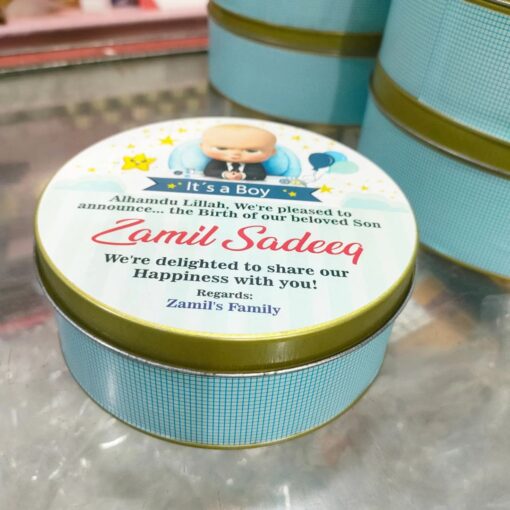 It's a Boy
Alhamdu Lillah, We're pleased to
announce... the Birth of our beloved Son
Zamil Sadeeq
We're delighted to share our
Happiness with you!
Regards:
Zamil's Family